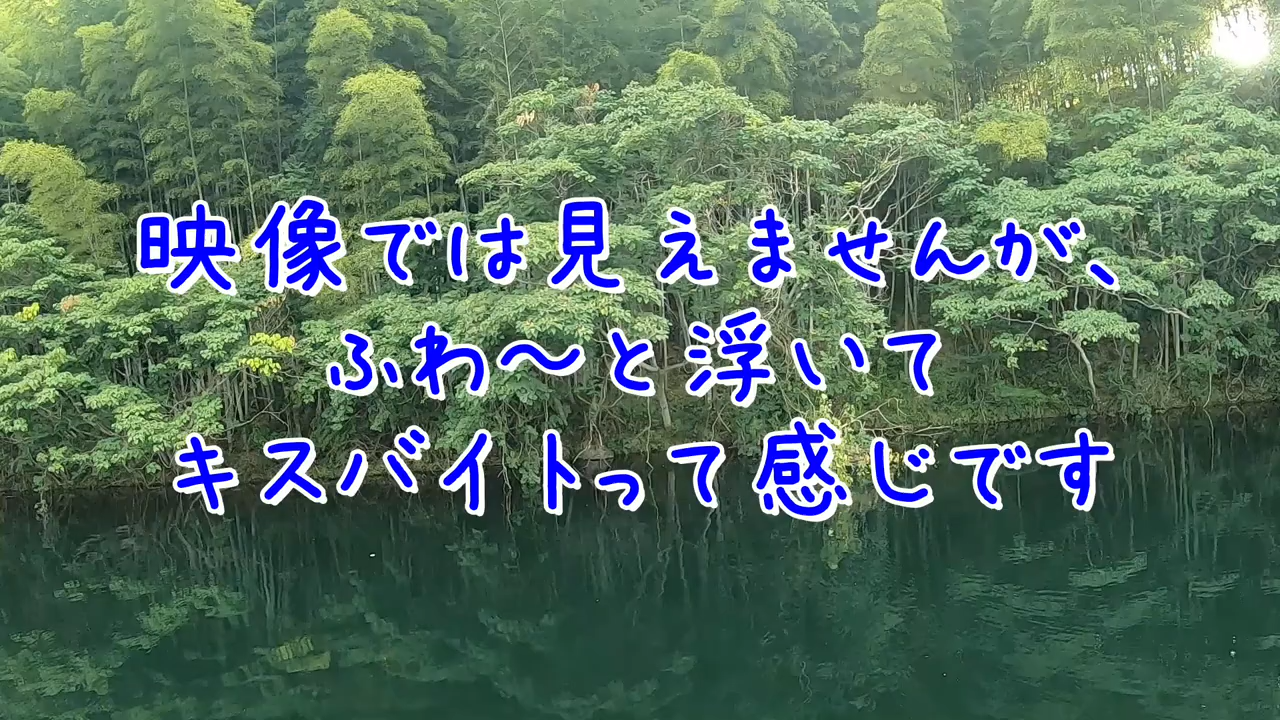 映像では見えませんが、
ふわ～と浮いて
キスバイトって感じです